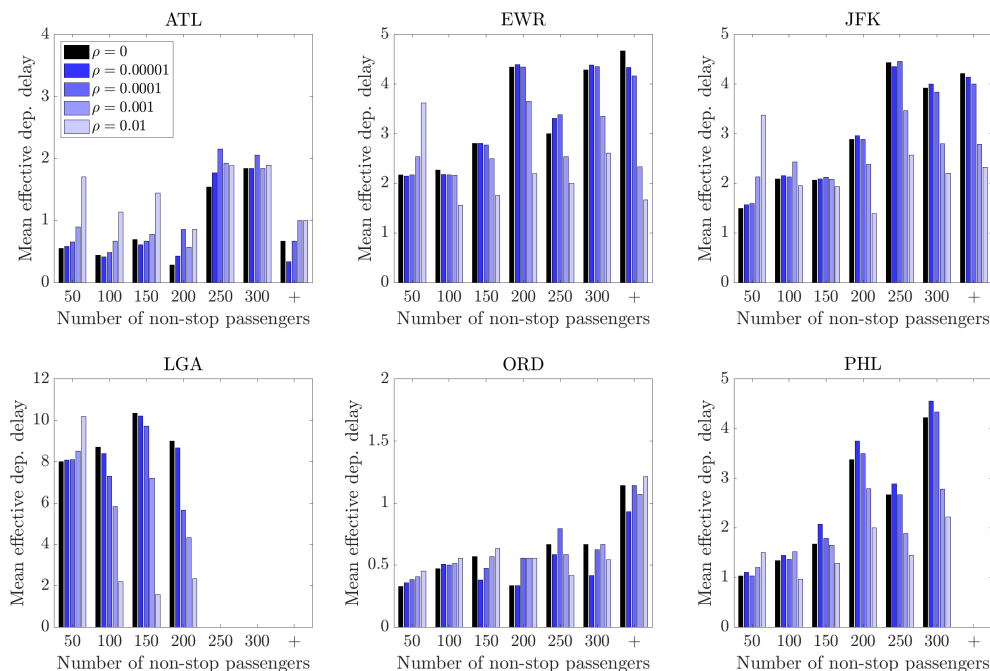 ATL
Mean effective dep. delay
4
3
2
1
0
ρ = 0
ρ = 0.00001
ρ = 0.0001
ρ = 0.001
ρ = 0.01
50 100 150 200 250 300 +
Number of non-stop passengers
EWR
Mean effective dep. delay
5
4
3
2
1
0
50 100 150 200 250 300 +
Number of non-stop passengers
JFK
Mean effective dep. delay
5
4
3
2
1
0
50 100 150 200 250 300 +
Number of non-stop passengers
LGA
Mean effective dep. delay
12
10
8
6
4
2
0
50 100 150 200 250 300 +
Number of non-stop passengers
ORD
Mean effective dep. delay
2
1.5
1
0.5
0
50 100 150 200 250 300 +
Number of non-stop passengers
PHL
Mean effective dep. delay
5
4
3
2
1
0
50 100 150 200 250 300 +
Number of non-stop passengers